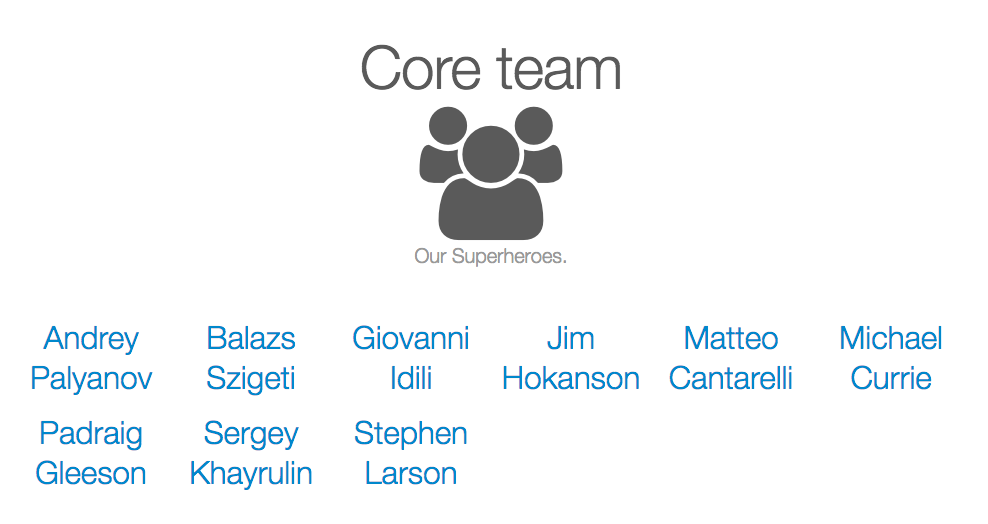 Core team
Our Superheroes.
Andrey Palyanov
Balazs Szigeti
Giovanni Idili
Jim Hokanson
Matteo Cantarelli
Michael Currie
Padraig Gleeson
Sergey Khayrulin
Stephen Larson